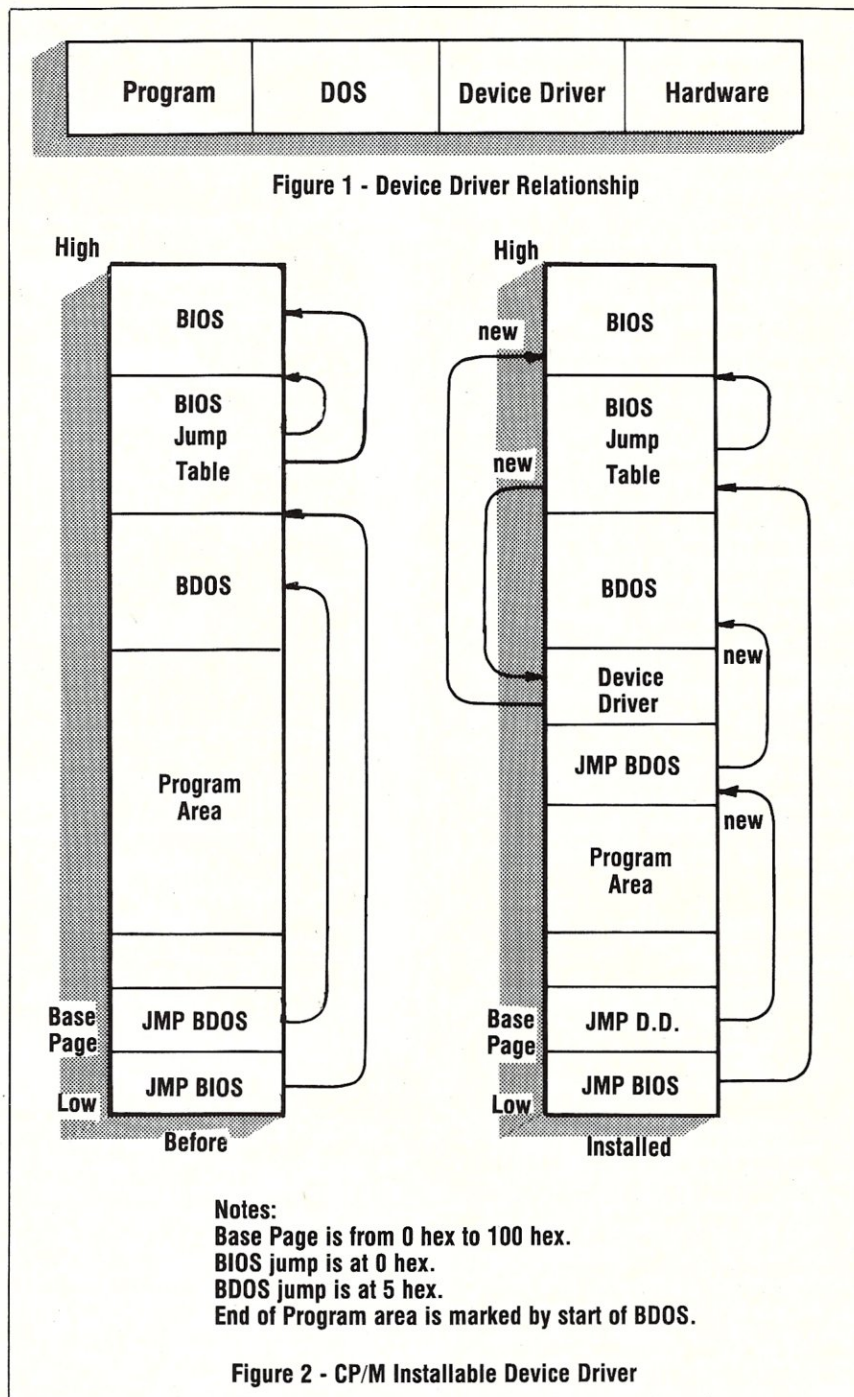 Program DOS Device Driver Hardware
Figure 1 - Device Driver Relationship
High
BIOS
BIOS
Jump
Table
BDOS
Program
Area
Base
Page
JMP BDOS
JMP BIOS
Low
Before
High
new
BIOS
BIOS
Jump
Table
new
BDOS
Device
Driver
new
JMP BDOS
new
Program
Area
Base
Page
JMP D.D.
JMP BIOS
Low
Installed
Notes:
Base Page is from 0 hex to 100 hex.
BIOS jump is at 0 hex.
BDOS jump is at 5 hex.
End of Program area is marked by start of BDOS.
Figure 2 - CP/M Installable Device Driver